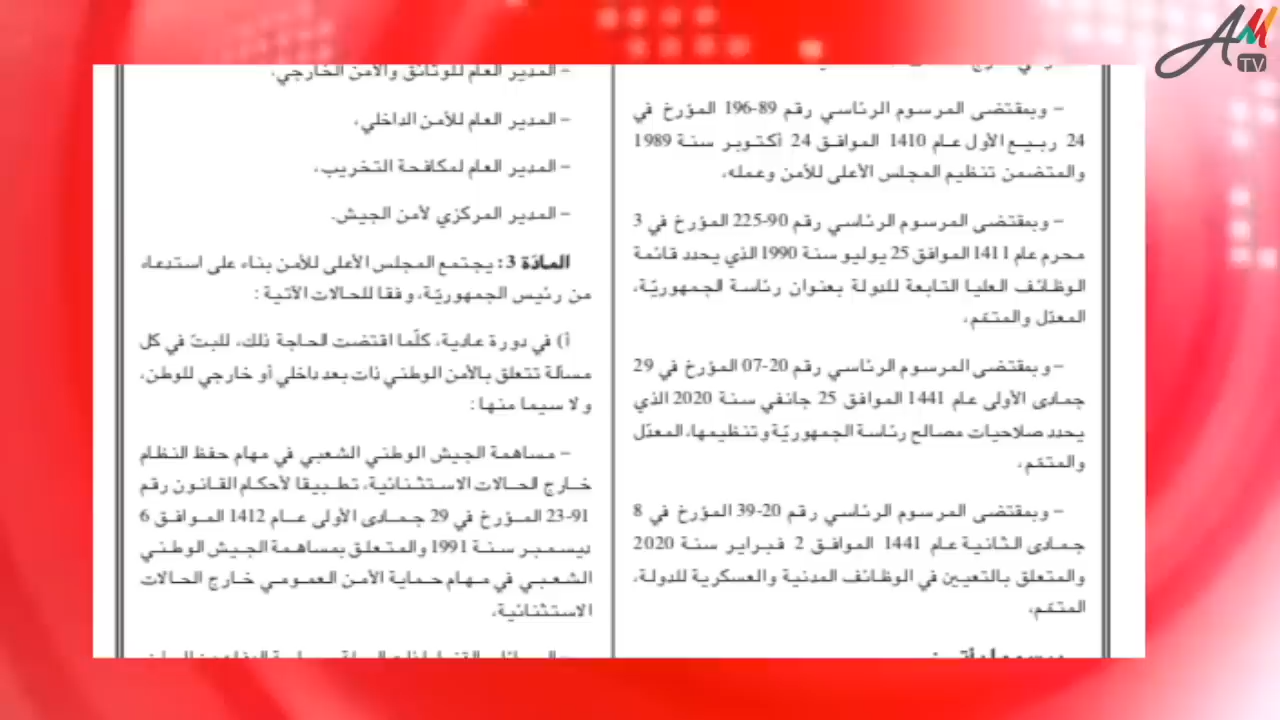 – وبمقتضى المرسوم الرئاسي رقم 89-196 المؤرخ في
24 ربيع الأول عام 1410 الموافق 24 أكتوبر سنة 1989
والمتضمن تنظيم المجلس الأعلى للأمن وعمله،
– وبمقتضى المرسوم الرئاسي رقم 90-225 المؤرخ في 3
محرم عام 1411 الموافق 25 يوليو سنة 1990 الذي يحدد قائمة
الوظائف العليا التابعة للدولة بعنوان رئاسة الجمهوريّة،
المعدّل والمتمّم،
– وبمقتضى المرسوم الرئاسي رقم 20-07 المؤرخ في 29
جمادى الأولى عام 1441 الموافق 25 جانفي سنة 2020 الذي
يحدد صلاحيات مصالح رئاسة الجمهوريّة وتنظيمها، المعدّل
والمتمّم،
– وبمقتضى المرسوم الرئاسي رقم 20-39 المؤرخ في 8
جمادى الثانية عام 1441 الموافق 2 فبراير سنة 2020
والمتعلق بالتعيين في الوظائف المدنية والعسكرية للدولة،
المتمّم،
– المدير العام للوثائق والأمن الخارجي،
– المدير العام للأمن الداخلي،
– المدير العام لمكافحة التخريب،
– المدير المركزي لأمن الجيش.
المادّة 3 : يجتمع المجلس الأعلى للأمن بناء على استدعاء
من رئيس الجمهوريّة، وفقا للحالات الآتية :
أ) في دورة عادية، كلّما اقتضت الحاجة ذلك، للبتّ في كل
مسألة تتعلق بالأمن الوطني ذات بعد داخلي أو خارجي للوطن،
ولا سيما منها :
– مساهمة الجيش الوطني الشعبي في مهام حفظ النظام
خارج الحالات الاستثنائية، تطبيقا لأحكام القانون رقم
91-23 المؤرخ في 29 جمادى الأولى عام 1412 الموافق 6
ديسمبر سنة 1991 والمتعلق بمساهمة الجيش الوطني
الشعبي في مهام حماية الأمن العمومي خارج الحالات
الاستثنائية،
AM
TV